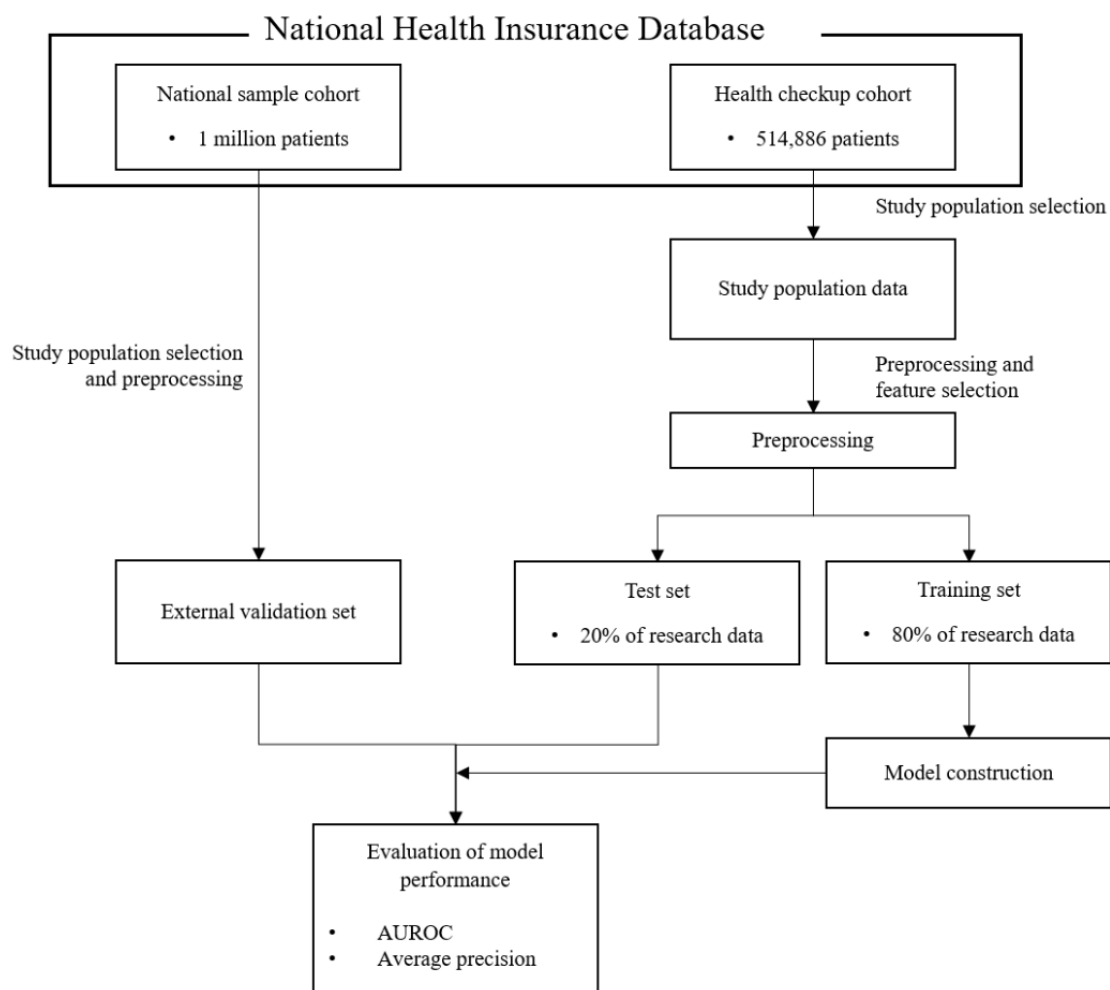 National Health Insurance Database
National sample cohort
• 1 million patients
Health checkup cohort
• 514,886 patients
Study population selection
Study population data
Study population selection
and preprocessing
Preprocessing and
feature selection
Preprocessing
External validation set
Test set
• 20% of research data
Training set
• 80% of research data
Model construction
Evaluation of model
performance
• AUROC
• Average precision